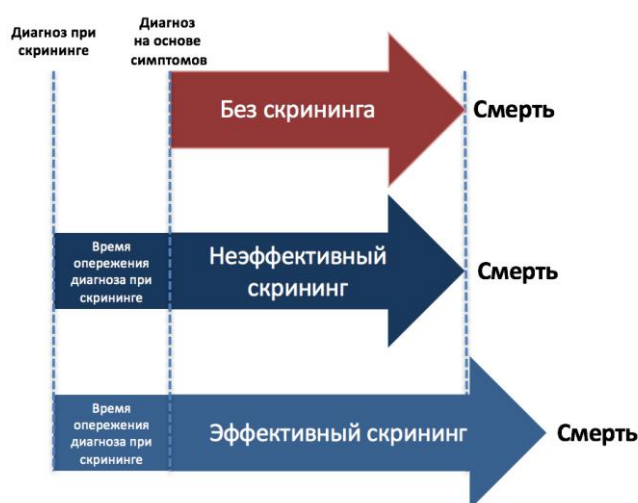 Диагноз при
скрининге
Диагноз
на основе
симптомов
Без скрининга
Смерть
Время
опережения
диагноза при
скрининге
Неэффективный
скрининг
Смерть
Время
опережения
диагноза при
скрининге
Эффективный скрининг
Смерть